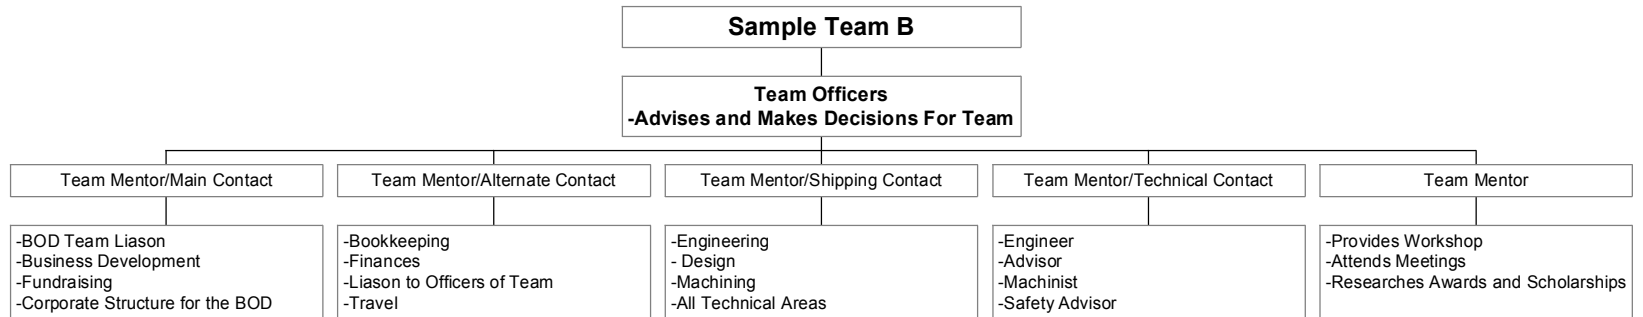 Sample Team B
Team Officers
-Advises and Makes Decisions For Team
Team Mentor/Main Contact
Team Mentor/Alternate Contact
Team Mentor/Shipping Contact
Team Mentor/Technical Contact
Team Mentor
-BOD Team Liason
-Business Development
-Fundraising
-Corporate Structure for the BOD
-Bookkeeping
-Finances
-Liason to Officers of Team
-Travel
-Engineering
- Design
-Machining
-All Technical Areas
-Engineer
-Advisor
-Machinist
-Safety Advisor
-Provides Workshop
-Attends Meetings
-Researches Awards and Scholarships